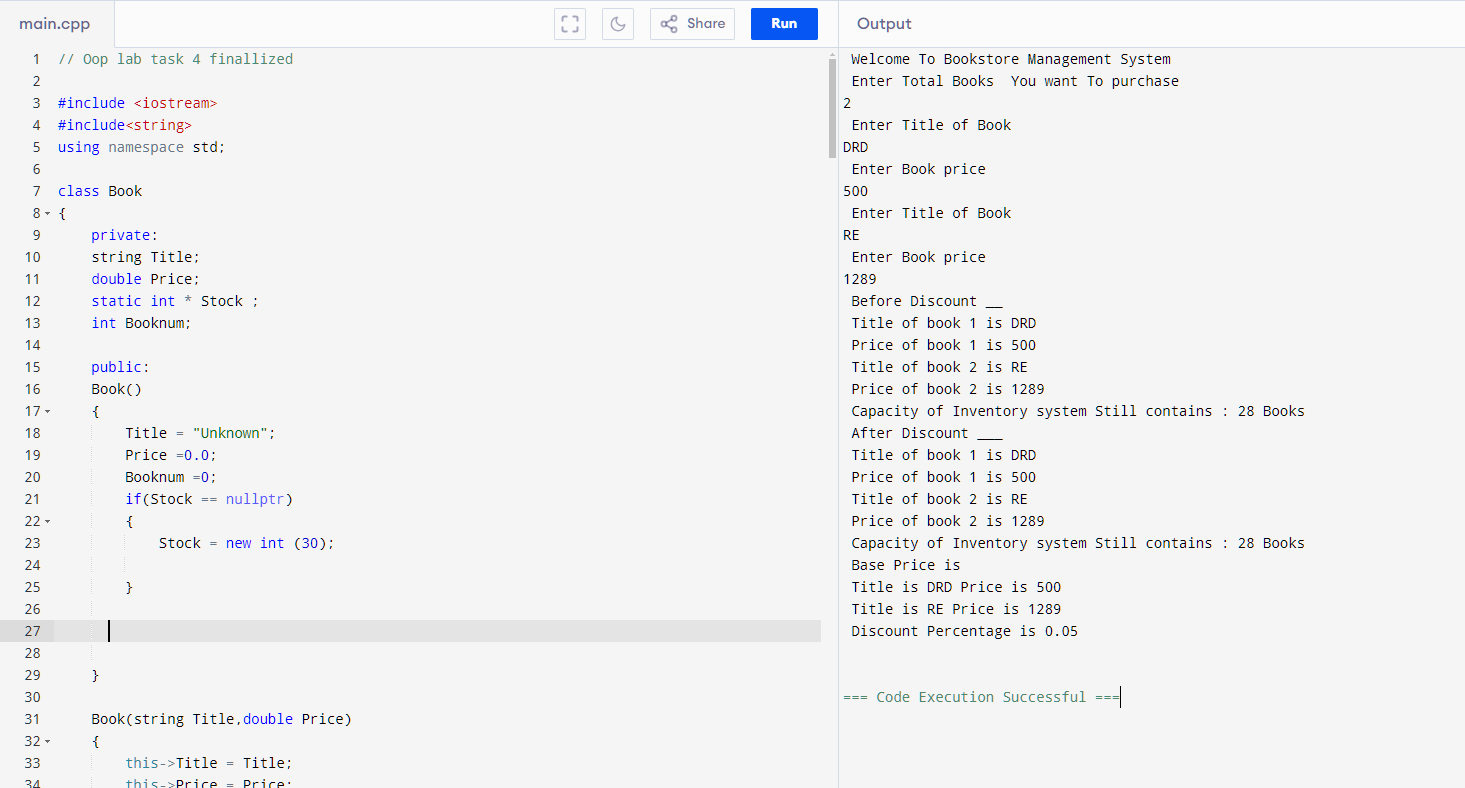 main.cpp
Share
Run
Output
1 // Oop lab task 4 finallized
2
3 #include <iostream>
4 #include<string>
5 using namespace std;
6
7 class Book
8 {
9 private:
10 string Title;
11 double Price;
12 static int * Stock ;
13 int Booknum;
14
15 public:
16 Book()
17 {
18 Title = "Unknown";
19 Price =0.0;
20 Booknum =0;
21 if(Stock == nullptr)
22 {
23 Stock = new int (30);
24
25 }
26
27
28
29 }
30
31 Book(string Title,double Price)
32 {
33 this->Title = Title;
34 this->Price = Price;
Welcome To Bookstore Management System
Enter Total Books  You want To purchase
2
Enter Title of Book
DRD
Enter Book price
500
Enter Title of Book
RE
Enter Book price
1289
Before Discount __
Title of book 1 is DRD
Price of book 1 is 500
Title of book 2 is RE
Price of book 2 is 1289
Capacity of Inventory system Still contains : 28 Books
After Discount ___
Title of book 1 is DRD
Price of book 1 is 500
Title of book 2 is RE
Price of book 2 is 1289
Capacity of Inventory system Still contains : 28 Books
Base Price is
Title is DRD Price is 500
Title is RE Price is 1289
Discount Percentage is 0.05
=== Code Execution Successful ===